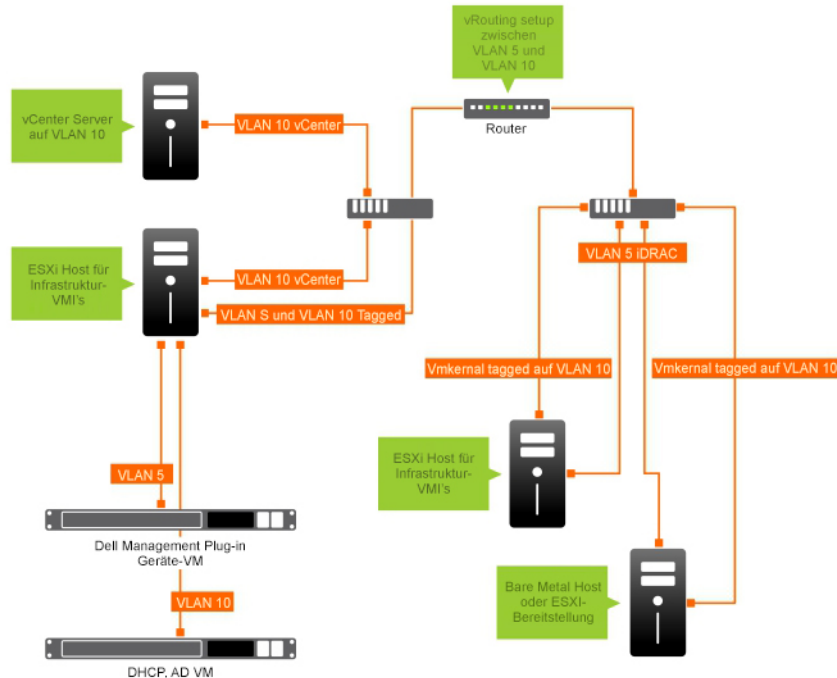 vRouting setup
zwischen
VLAN 5 und
VLAN 10
vCenter Server
auf VLAN 10
VLAN 10 vCenter
Router
ESXi Host für
Infrastruktur-
VMI's
VLAN 10 vCenter
VLAN 5 iDRAC
VLAN S und VLAN 10 Tagged
Vmkernal tagged auf VLAN 10
Vmkernal tagged auf VLAN 10
ESXi Host für
Infrastruktur-
VMI's
VLAN 5
Dell Management Plug-in
Geräte-VM
Bare Metal Host
oder ESXI-
Bereitstellung
VLAN 10
DHCP, AD VM